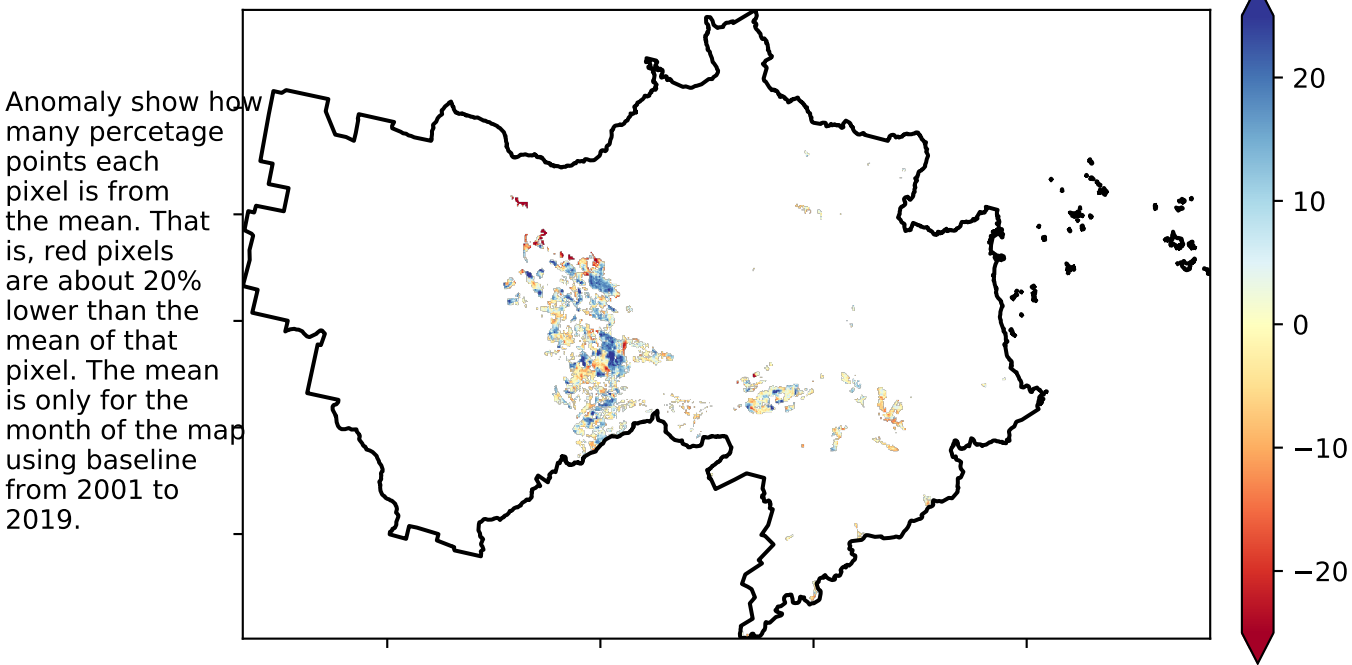 Anomaly show how
many percetage
points each
pixel is from
the mean. That
is, red pixels
are about 20%
lower than the
mean of that
pixel. The mean
is only for the
month of the map
using baseline
from 2001 to
2019.
20
10
0
−10
−20